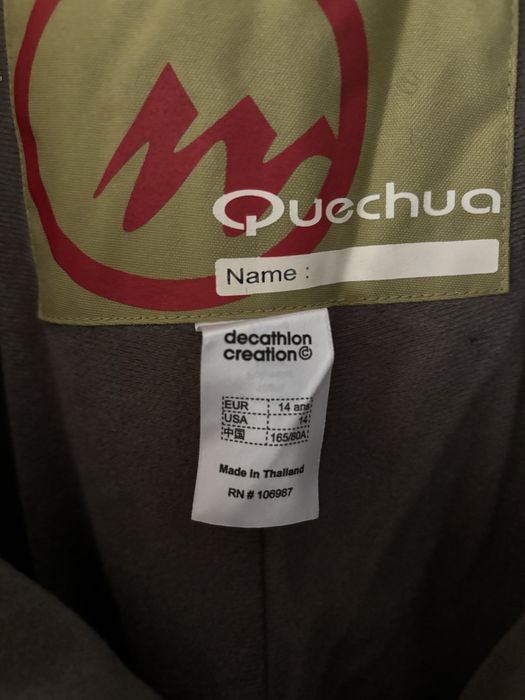 Quechua
Name :
decathlon
creation©
EUR 14 ans
USA 14
中国 165/80A
Made in Thailand
RN # 106987